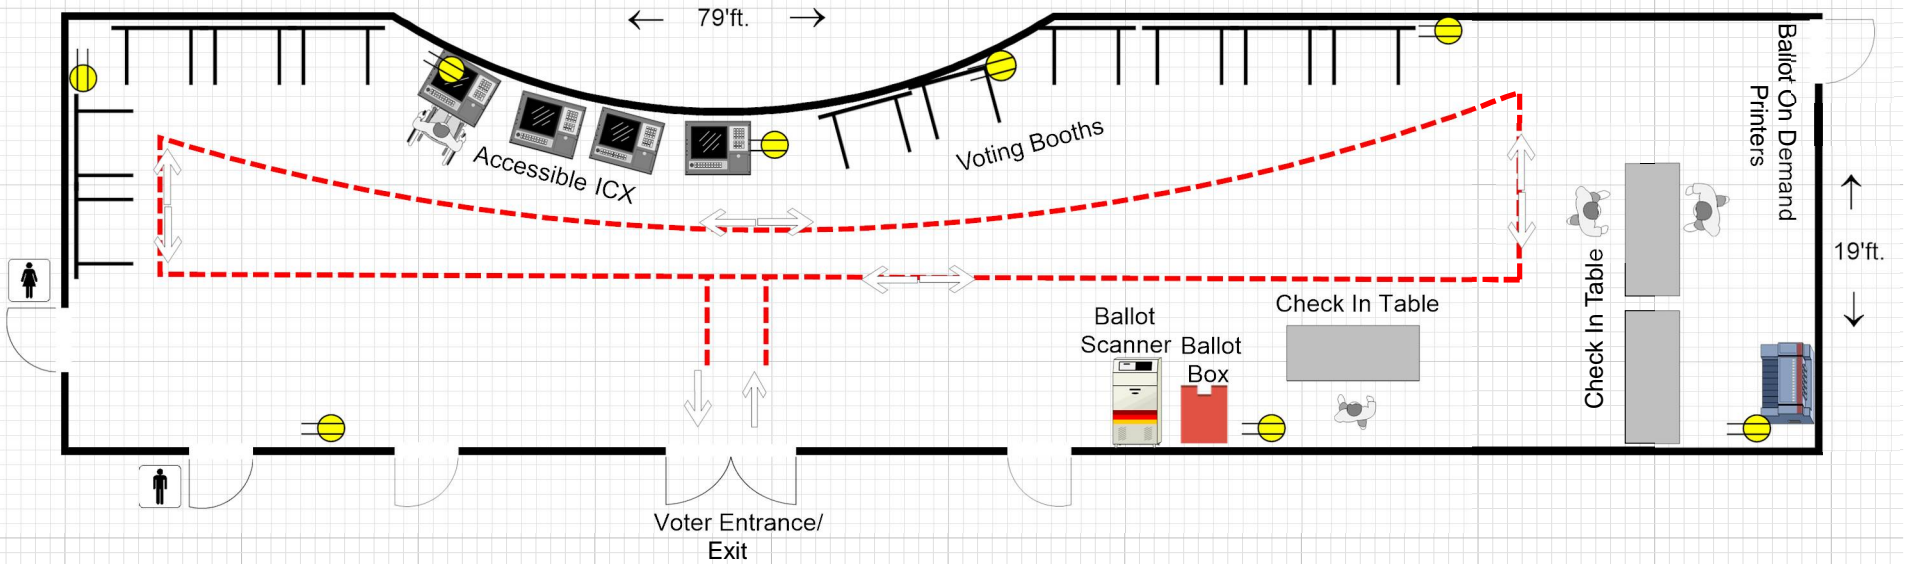 79'ft.
Accessible ICX
Voting Booths
Ballot On Demand
Printers
19'ft.
Check In Table
Check In Table
Ballot
Scanner
Ballot
Box
Voter Entrance/
Exit